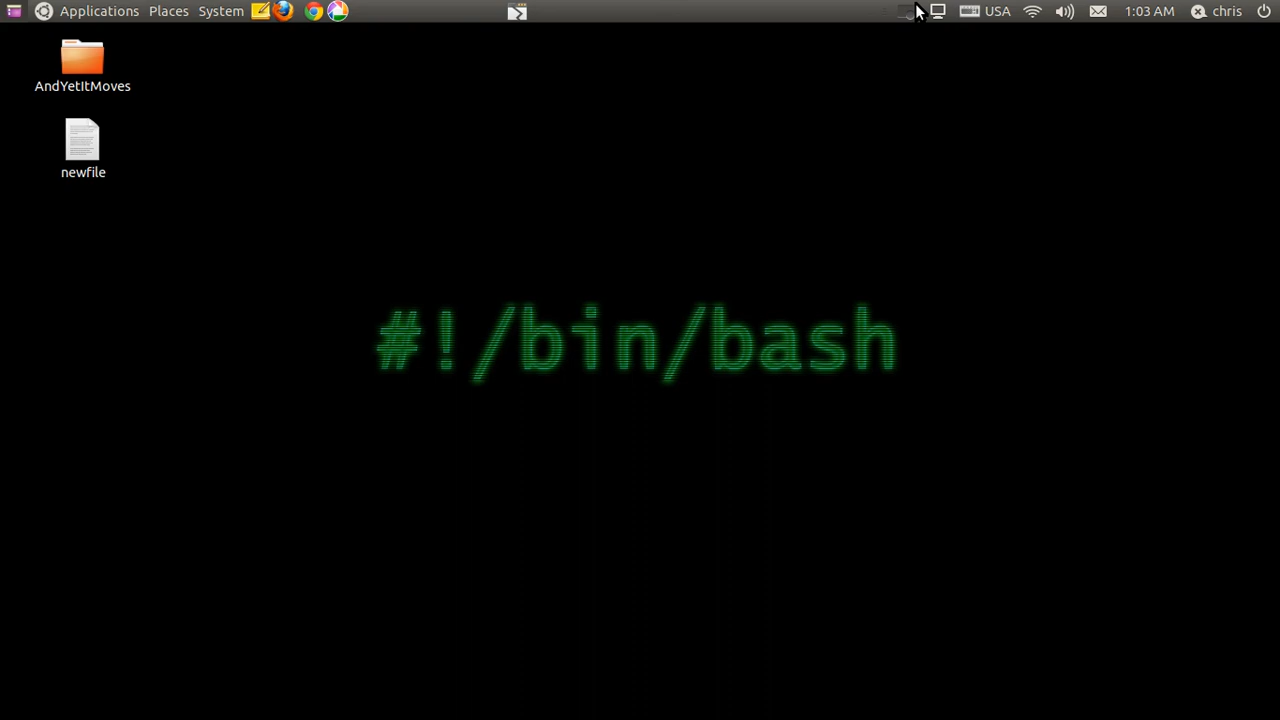 Applications Places System USA 1:03 AM chris
AndYetItMoves
newfile
#!/bin/bash